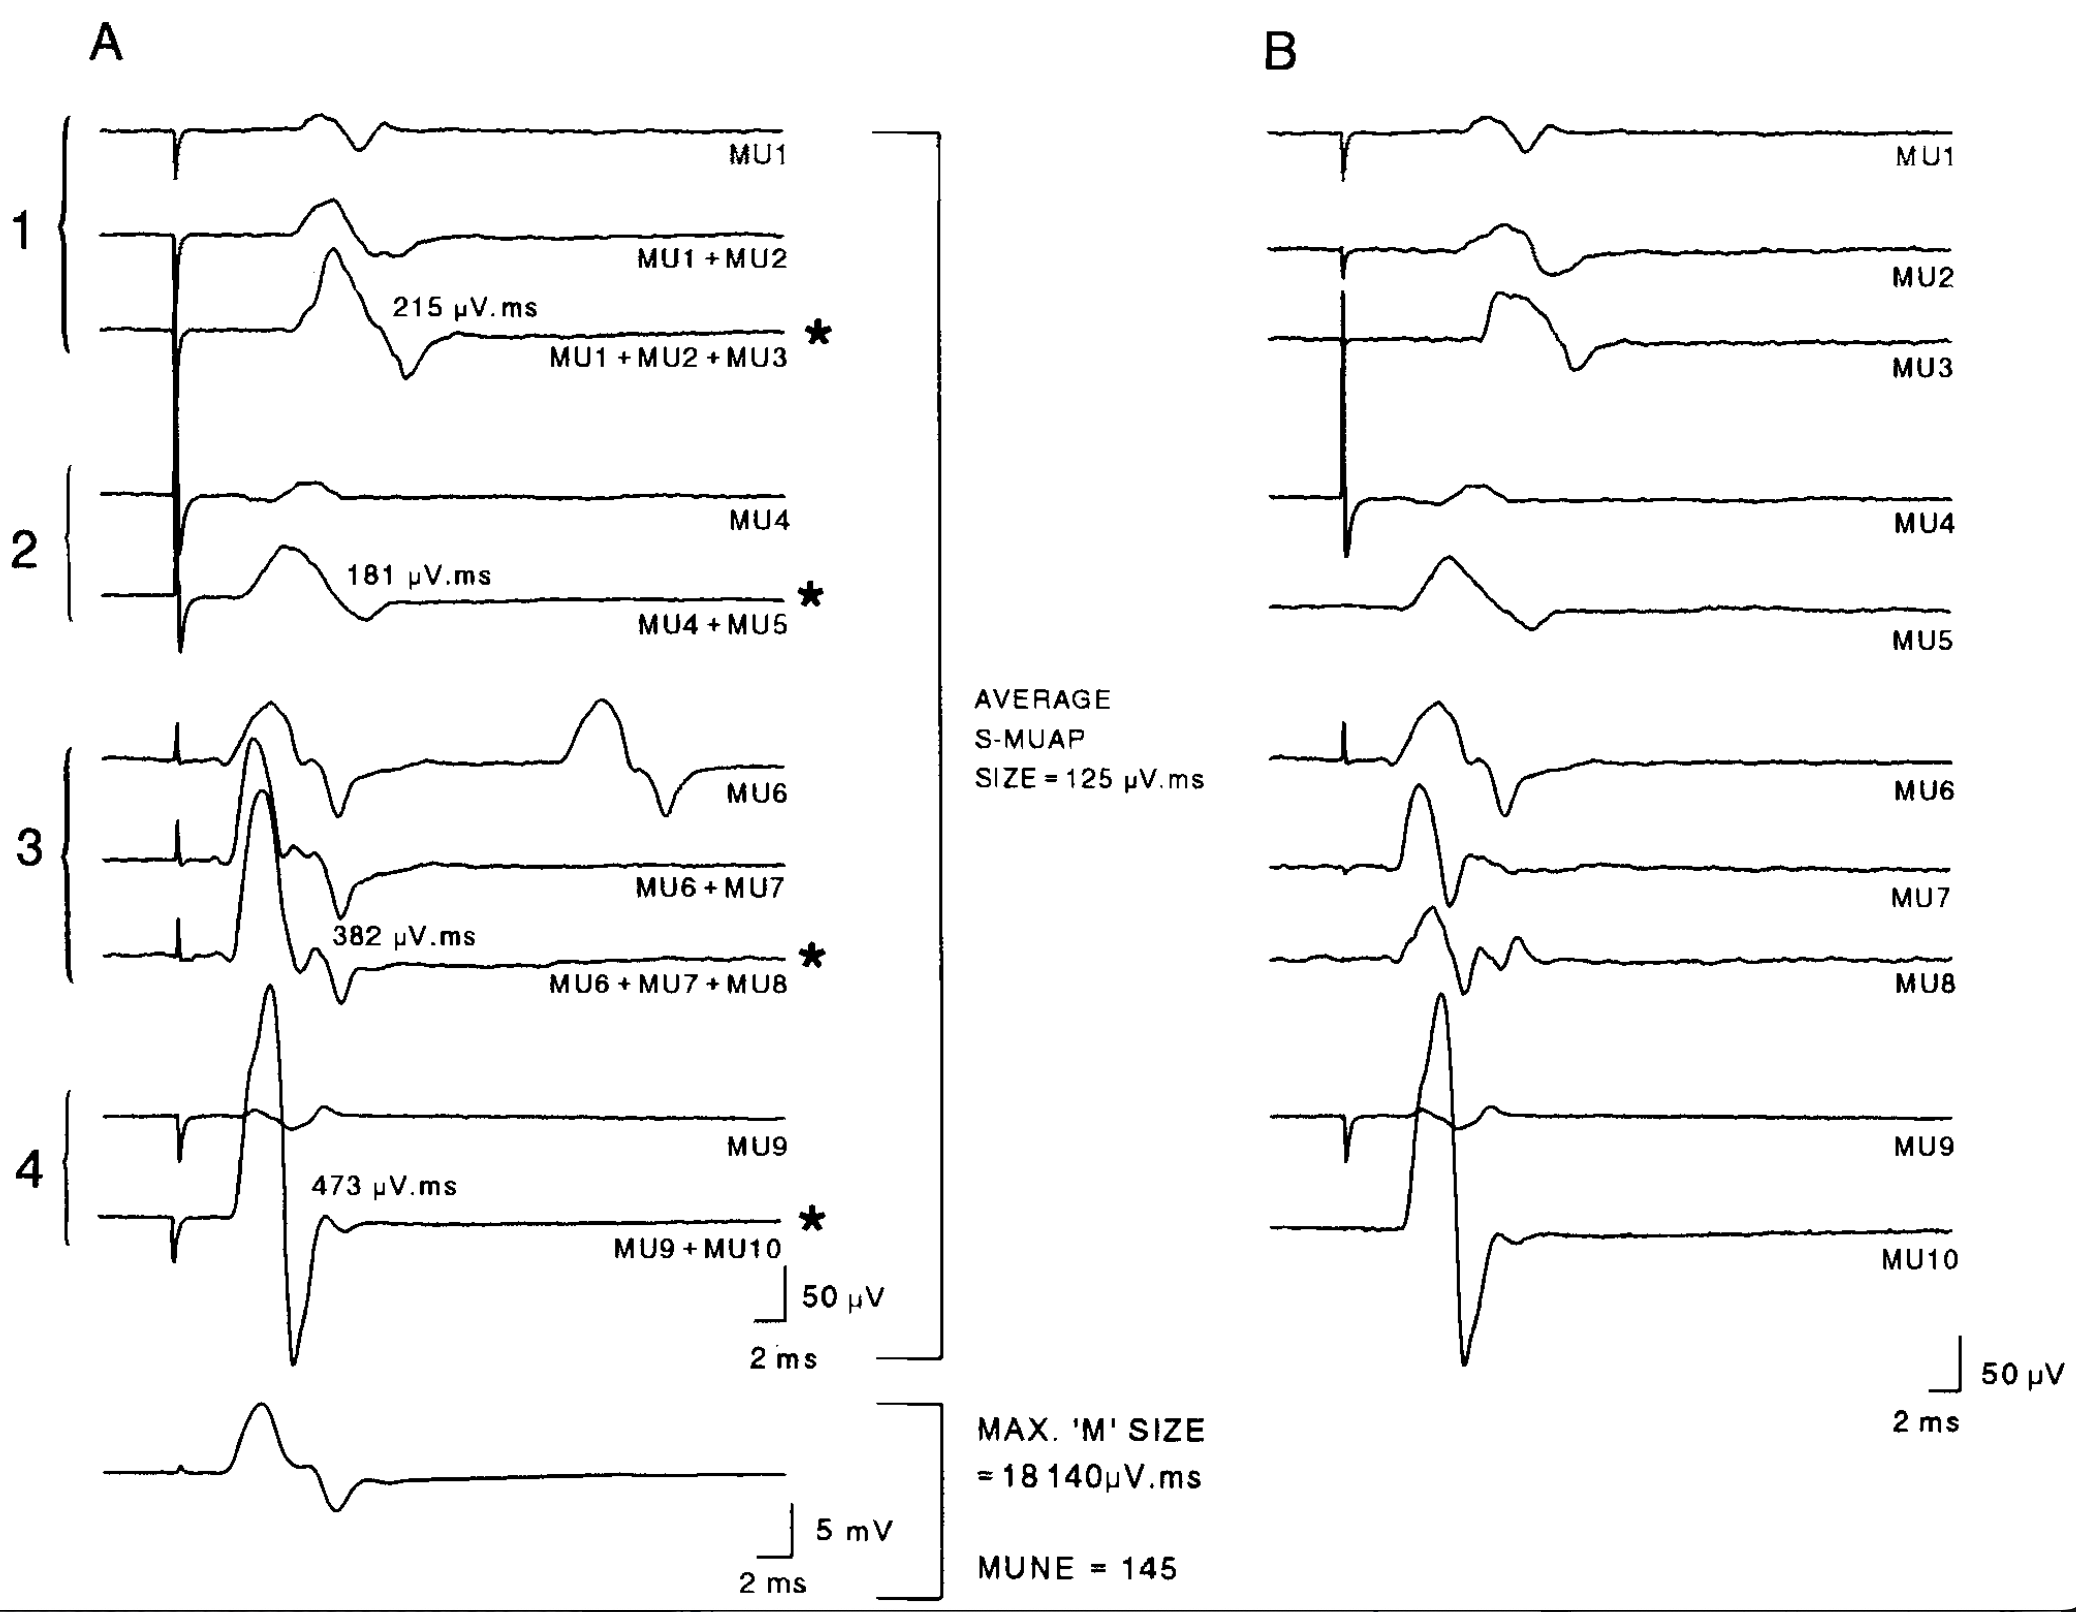 A
1
MU1
MU1 + MU2
215 µV.ms
MU1 + MU2 + MU3 ★
2
MU4
181 µV.ms
MU4 + MU5 ★
3
MU6
MU6 + MU7
382 µV.ms
MU6 + MU7 + MU8 ★
4
MU9
473 µV.ms
MU9 + MU10 ★
50 µV
2 ms
5 mV
2 ms
AVERAGE
S-MUAP
SIZE = 125 µV.ms
MAX. 'M' SIZE
= 18 140µV.ms
MUNE = 145
B
MU1
MU2
MU3
MU4
MU5
MU6
MU7
MU8
MU9
MU10
50 µV
2 ms